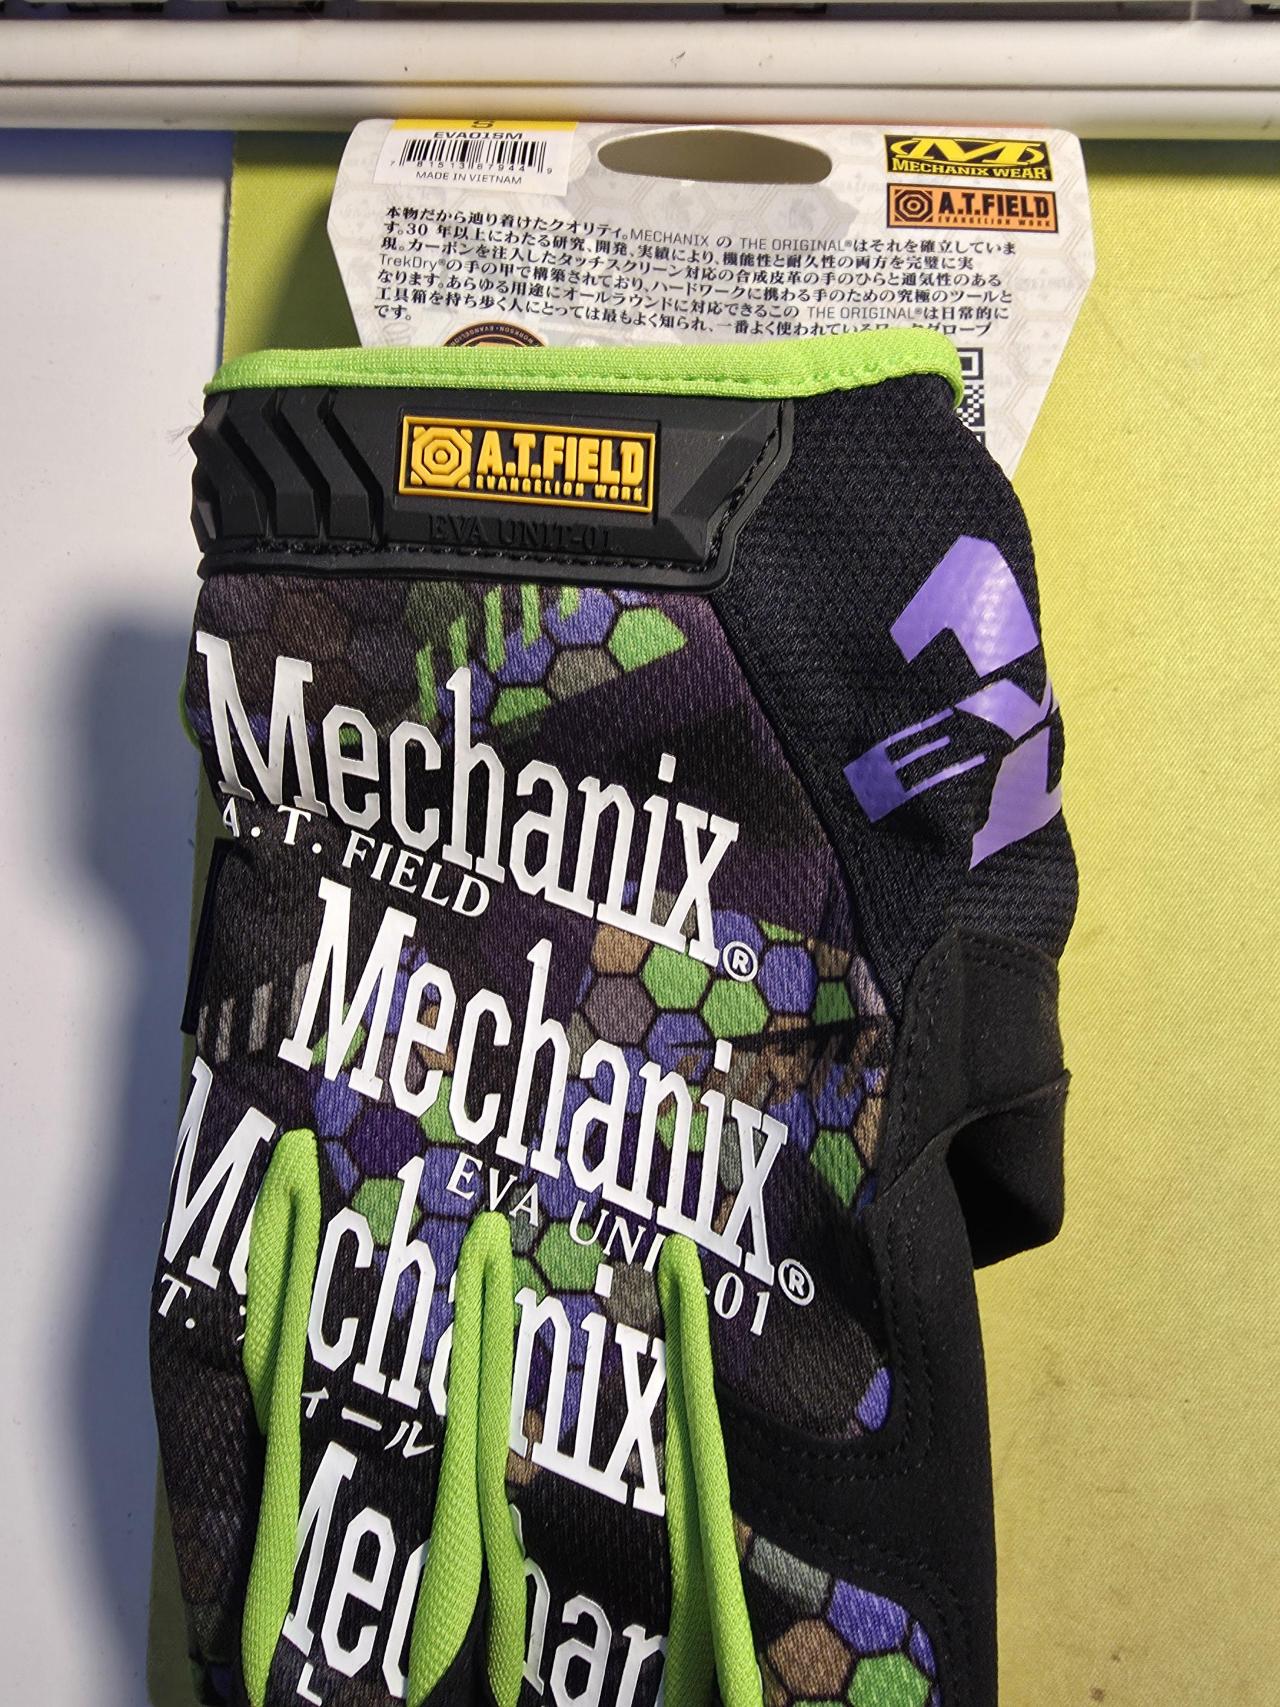 S
EVA01SM
7 81513 67944 9
MADE IN VIETNAM
MECHANIX WEAR
A.T.FIELD
EVANGELION WORK
本物だから辿り着けたクオリティ。MECHANIX の THE ORIGINAL®はそれを確立していま
す。30 年以上にわたる研究、開発、実績により、機能性と耐久性の両方を完璧に実
現。カーボンを注入したタッチスクリーン対応の合成皮革の手のひらと通気性のある
TrekDry®の手の甲で構築されており、ハードワークに携わる手のための究極のツールと
なります。あらゆる用途にオールラウンドに対応できるこの THE ORIGINAL®は日常的に
工具箱を持ち歩く人にとっては最もよく知られ、一番よく使われているワークグローブ
です。
A.T.FIELD
EVANGELION WORK
EVA UNIT-01
1
EV
Mechanix®
A. T. FIELD
Mechanix®
EVA UNI -01
Mechanix
T.
ィール
Mec han
L